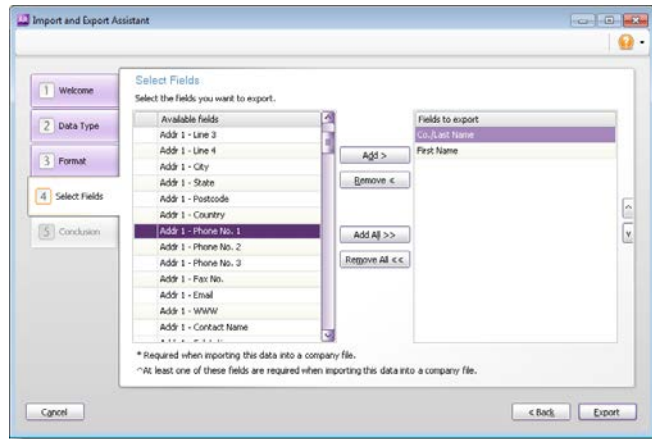 Import and Export Assistant
1 Welcome
2 Data Type
3 Format
4 Select Fields
5 Conclusion
Select Fields
Select the fields you want to export.
Available fields
Addr 1 - Line 3
Addr 1 - Line 4
Addr 1 - City
Addr 1 - State
Addr 1 - Postcode
Addr 1 - Country
Addr 1 - Phone No. 1
Addr 1 - Phone No. 2
Addr 1 - Phone No. 3
Addr 1 - Fax No.
Addr 1 - Email
Addr 1 - WWW
Addr 1 - Contact Name
Add >
Remove <
Add All >>
Remove All <<
Fields to export
Co./Last Name
First Name
* Required when importing this data into a company file.
^At least one of these fields are required when importing this data into a company file.
Cancel
< Back
Export